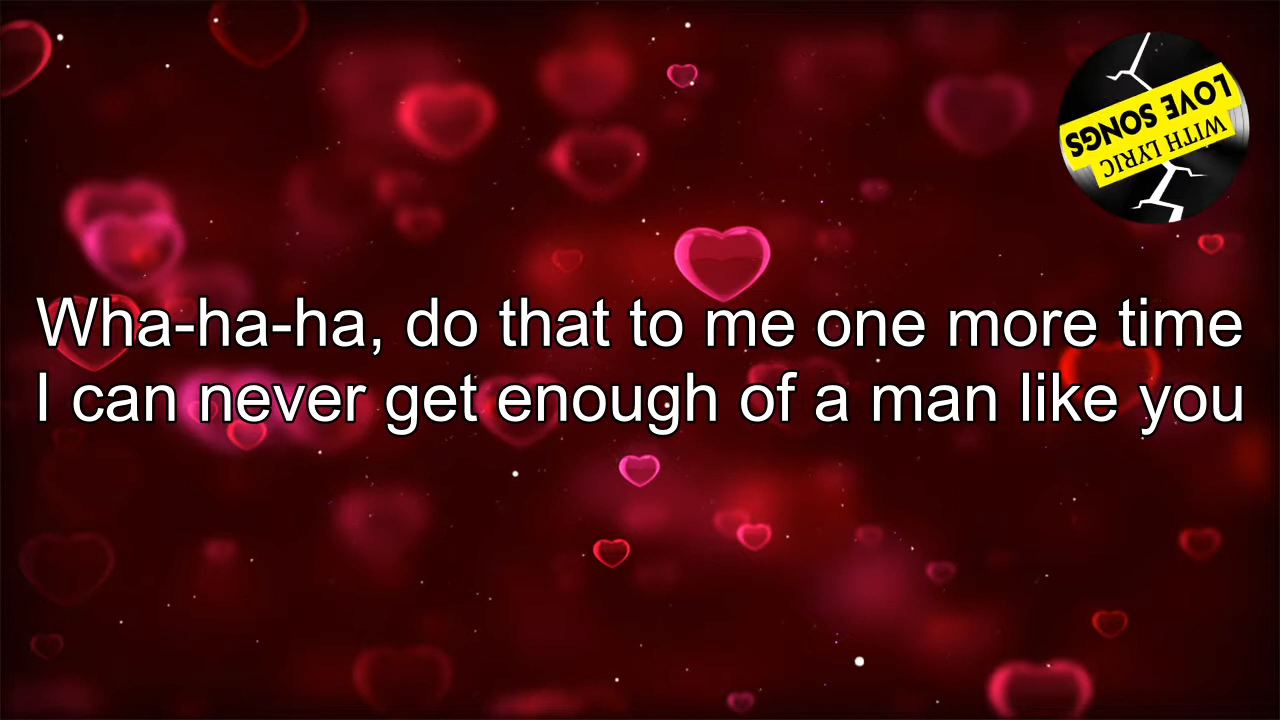 LOVE SONGS
WITH LYRIC
Wha-ha-ha, do that to me one more time
I can never get enough of a man like you